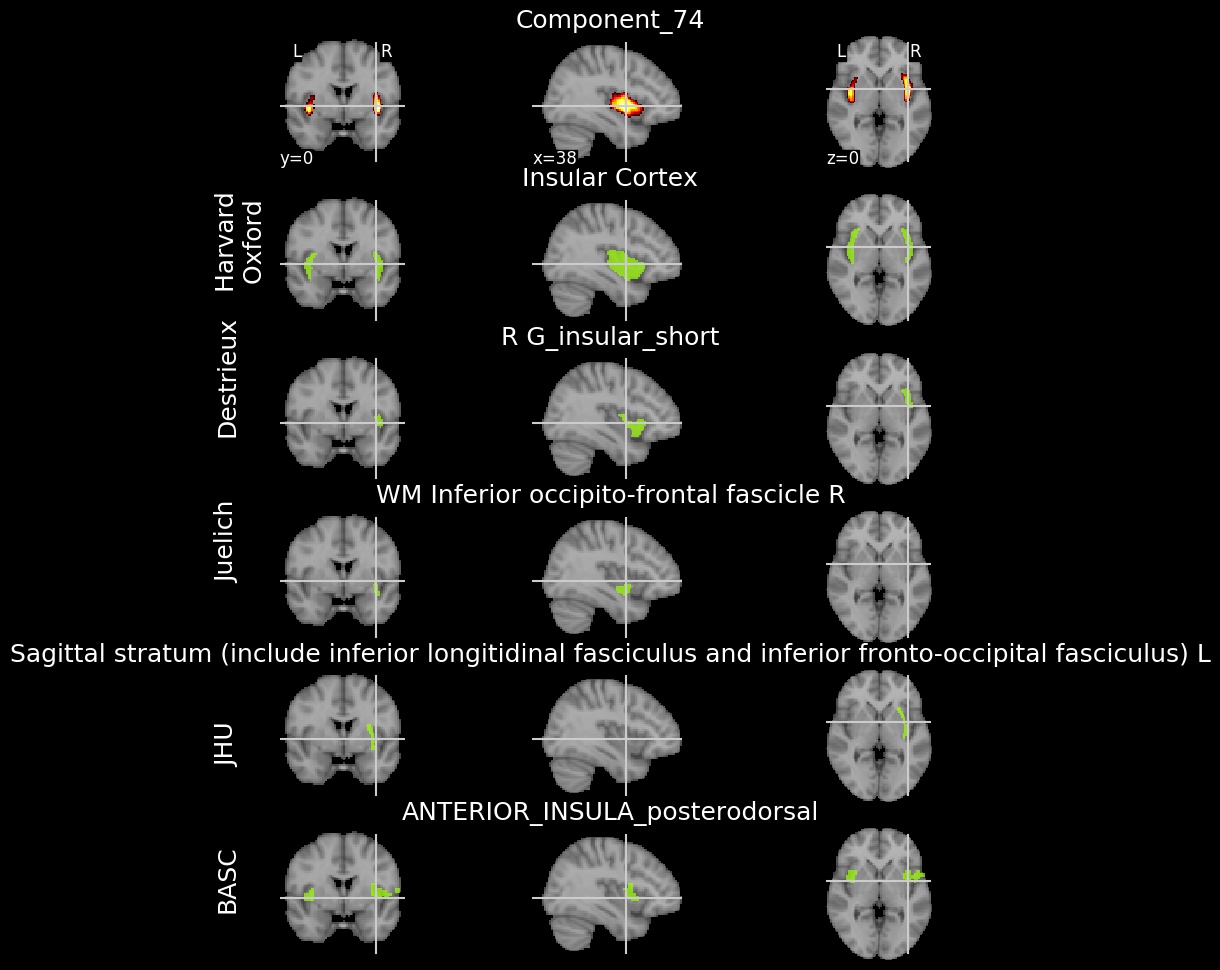 Component_74
L R
L R
y=0
x=38
z=0
Insular Cortex
Harvard
Oxford
R G_insular_short
Destrieux
WM Inferior occipito-frontal fascicle R
Juelich
Sagittal stratum (include inferior longitidinal fasciculus and inferior fronto-occipital fasciculus) L
JHU
ANTERIOR_INSULA_posterodorsal
BASC